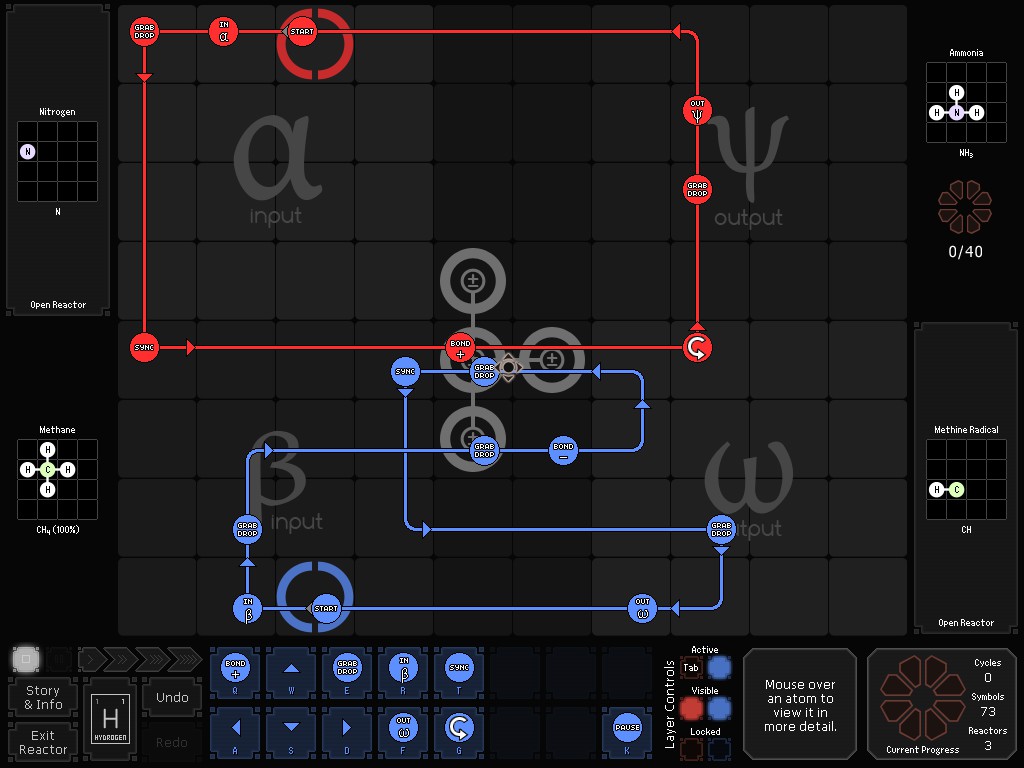 Nitrogen
N
N
Open Reactor
Methane
H
H C H
H
CH₄ (100%)
GRAB DROP
IN α
START
OUT ψ
GRAB DROP
α
input
ψ
output
SYNC
BOND +
SYNC
GRAB DROP
GRAB DROP
BOND −
β
input
ω
output
GRAB DROP
GRAB DROP
IN β
START
OUT ω
Ammonia
H
H N H
NH₃
0/40
Methine Radical
H C
CH
Open Reactor
Story & Info
Exit Reactor
1 1
H
HYDROGEN
Undo
Redo
BOND +
Q
W
GRAB DROP
E
IN β
R
SYNC
T
A
S
D
OUT ω
F
G
PAUSE
K
Layer Controls
Active
Tab
Visible
Locked
Mouse over
an atom to
view it in
more detail.
Cycles
0
Symbols
73
Reactors
3
Current Progress